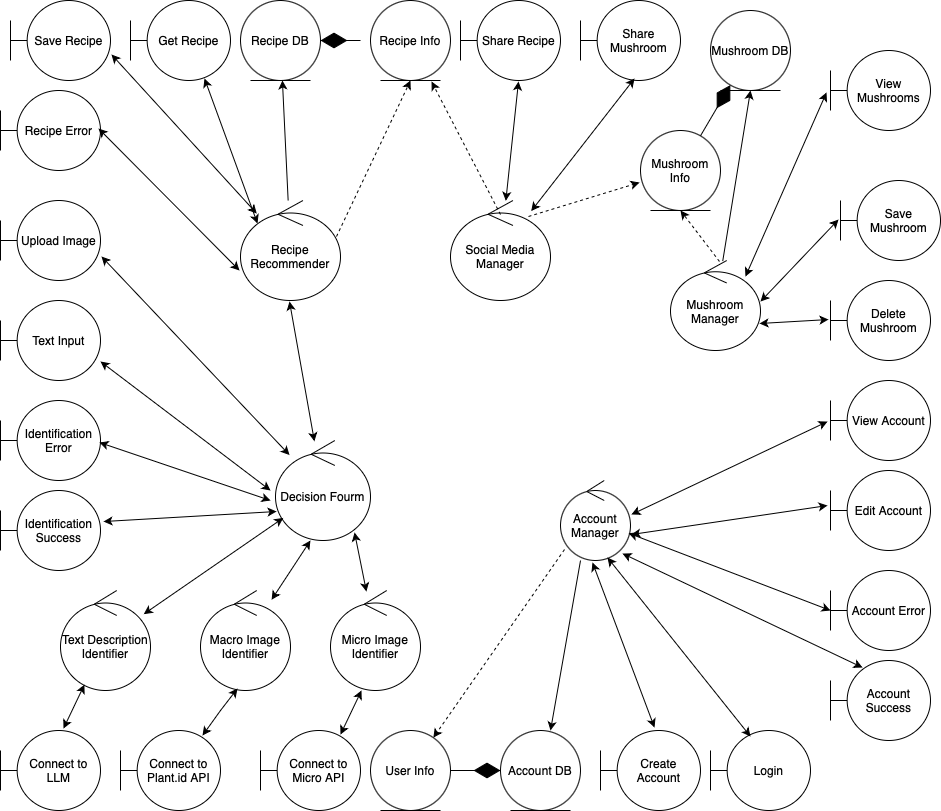 Save Recipe
Get Recipe
Recipe DB
Recipe Info
Share Recipe
Share
Mushroom
Mushroom DB
View
Mushrooms
Recipe Error
Mushroom
Info
Save
Mushroom
Upload Image
Recipe
Recommender
Social Media
Manager
Mushroom
Manager
Delete
Mushroom
Text Input
Identification
Error
View Account
Decision Fourm
Identification
Success
Account
Manager
Edit Account
Account Error
Text Description
Identifier
Macro Image
Identifier
Micro Image
Identifier
Account
Success
Connect to
LLM
Connect to
Plant.id API
Connect to
Micro API
User Info
Account DB
Create
Account
Login